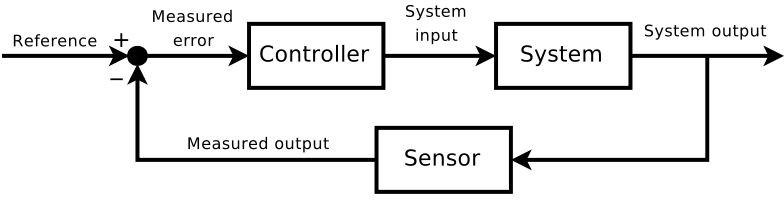 Reference
+
−
Measured
error
Controller
System
input
System
System output
Measured output
Sensor